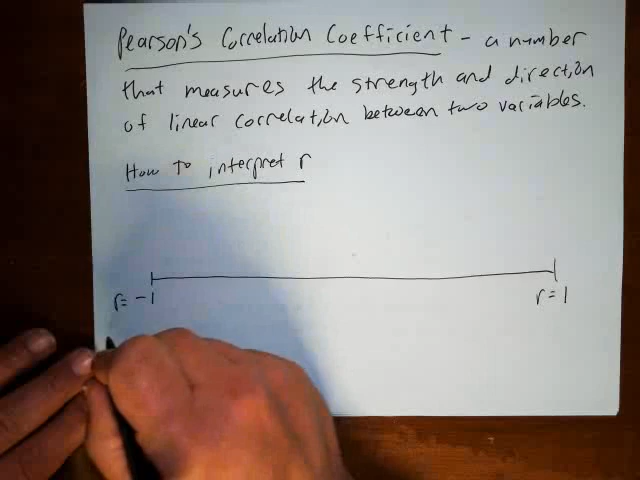 Pearson's Correlation Coefficient - a number
that measures the strength and direction
of linear correlation between two variables.
How to interpret r
r = -1
r = 1